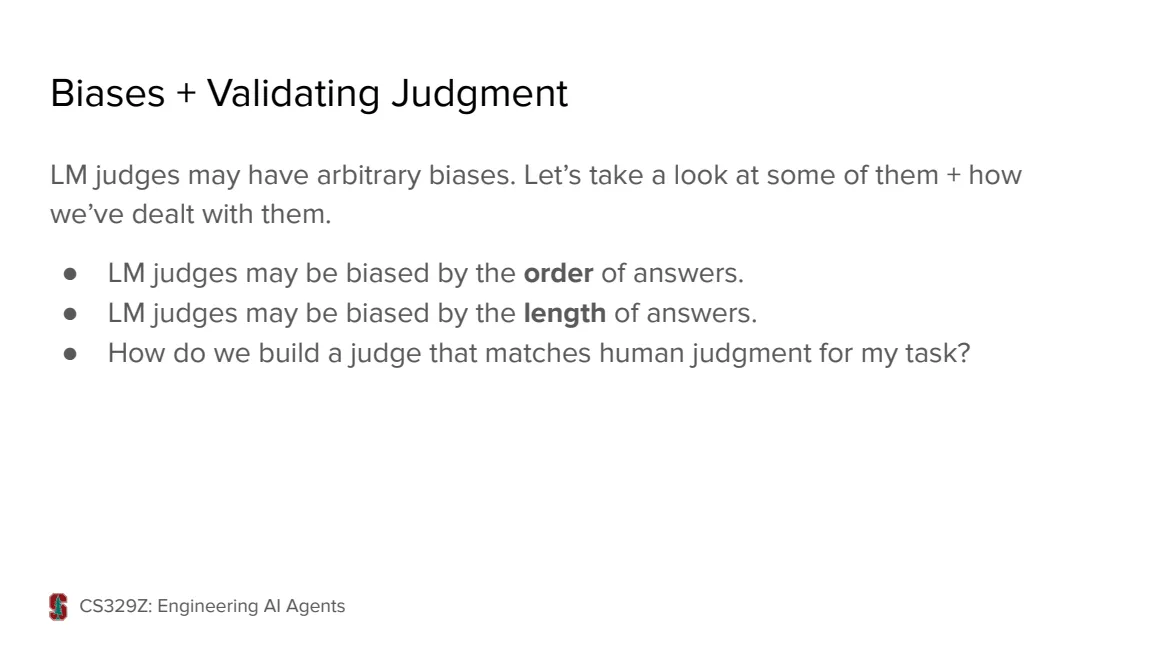 Biases + Validating Judgment
LM judges may have arbitrary biases. Let’s take a look at some of them + how
we’ve dealt with them.
● LM judges may be biased by the order of answers.
● LM judges may be biased by the length of answers.
● How do we build a judge that matches human judgment for my task?
CS329Z: Engineering AI Agents